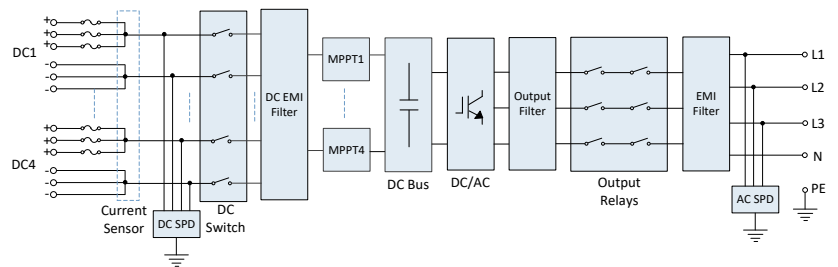 +
+
+
DC1
-
-
-
+
+
+
DC4
-
-
-
Current
Sensor
DC SPD
DC
Switch
DC EMI
Filter
MPPT1
MPPT4
DC Bus
DC/AC
Output
Filter
Output
Relays
EMI
Filter
L1
L2
L3
N
PE
AC SPD